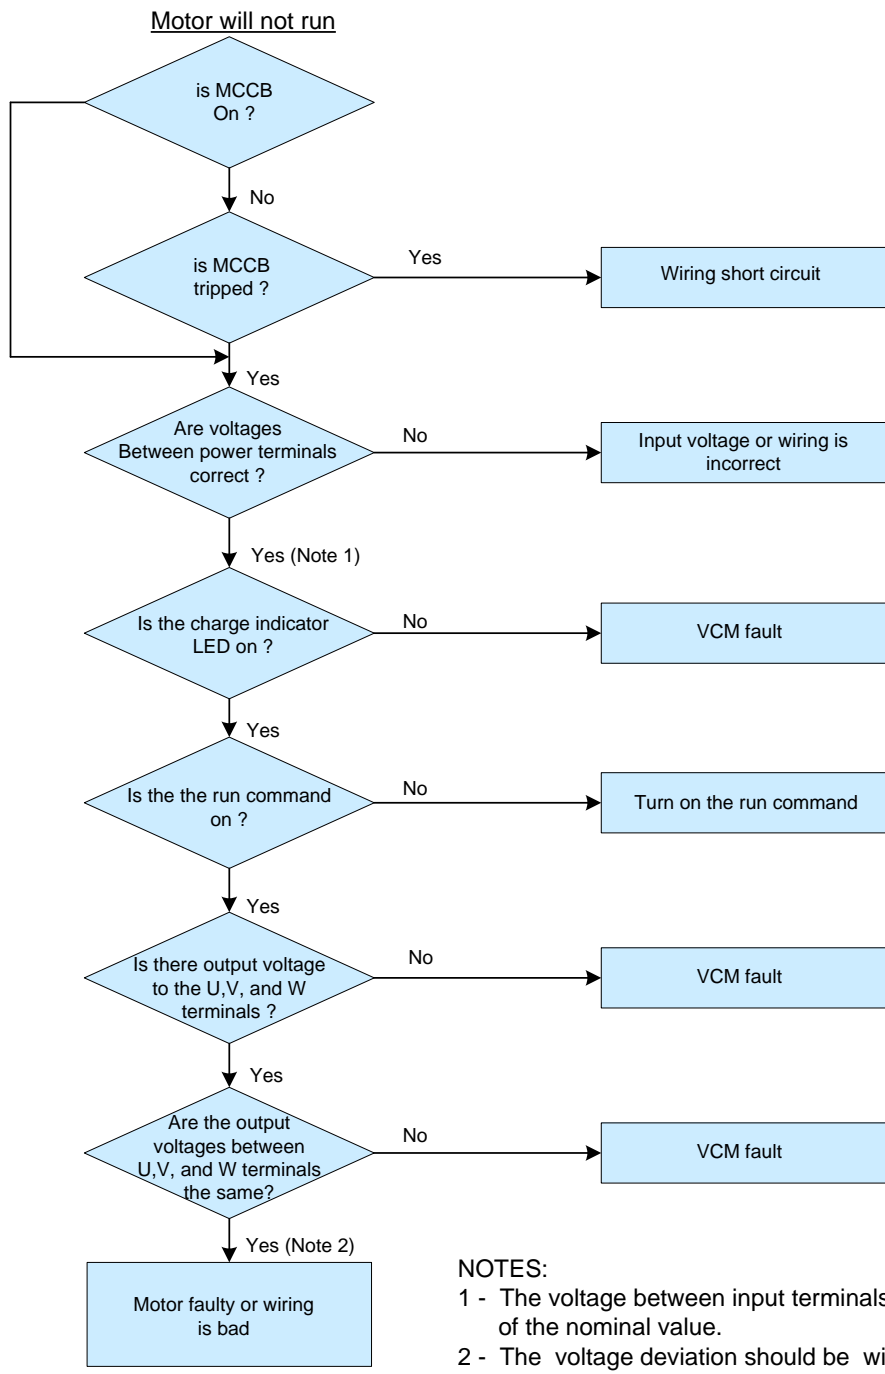 Motor will not run
is MCCB
On ?
No
is MCCB
tripped ?
Yes
Wiring short circuit
Yes
Are voltages
Between power terminals
correct ?
No
Input voltage or wiring is
incorrect
Yes (Note 1)
Is the charge indicator
LED on ?
No
VCM fault
Yes
Is the the run command
on ?
No
Turn on the run command
Yes
Is there output voltage
to the U,V, and W
terminals ?
No
VCM fault
Yes
Are the output
voltages between
U,V, and W terminals
the same?
No
VCM fault
Yes (Note 2)
Motor faulty or wiring
is bad
NOTES:
1 - The voltage between input terminals
of the nominal value.
2 - The voltage deviation should be